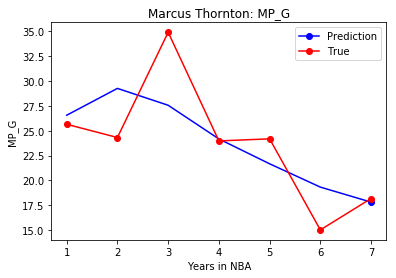 Marcus Thornton: MP_G
Prediction
True
MP_G
35.0
32.5
30.0
27.5
25.0
22.5
20.0
17.5
15.0
1 2 3 4 5 6 7
Years in NBA